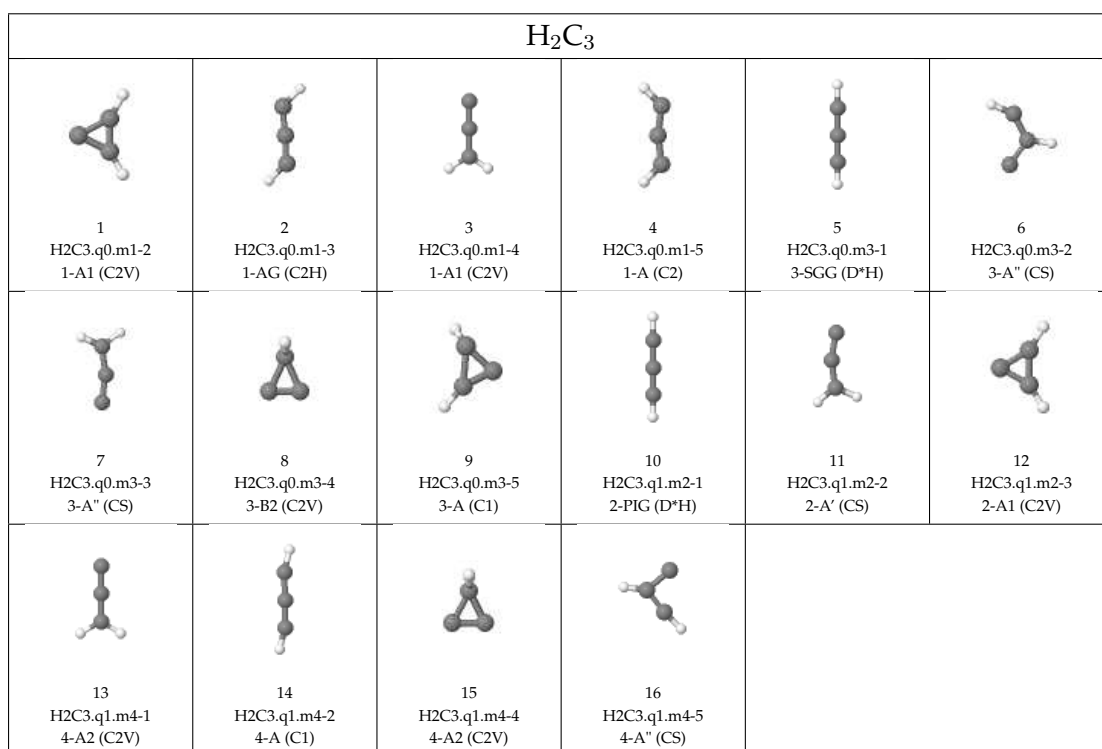 H₂C₃
1
H2C3.q0.m1-2
1-A1 (C2V)
2
H2C3.q0.m1-3
1-AG (C2H)
3
H2C3.q0.m1-4
1-A1 (C2V)
4
H2C3.q0.m1-5
1-A (C2)
5
H2C3.q0.m3-1
3-SGG (D*H)
6
H2C3.q0.m3-2
3-A" (CS)
7
H2C3.q0.m3-3
3-A" (CS)
8
H2C3.q0.m3-4
3-B2 (C2V)
9
H2C3.q0.m3-5
3-A (C1)
10
H2C3.q1.m2-1
2-PIG (D*H)
11
H2C3.q1.m2-2
2-A’ (CS)
12
H2C3.q1.m2-3
2-A1 (C2V)
13
H2C3.q1.m4-1
4-A2 (C2V)
14
H2C3.q1.m4-2
4-A (C1)
15
H2C3.q1.m4-4
4-A2 (C2V)
16
H2C3.q1.m4-5
4-A" (CS)